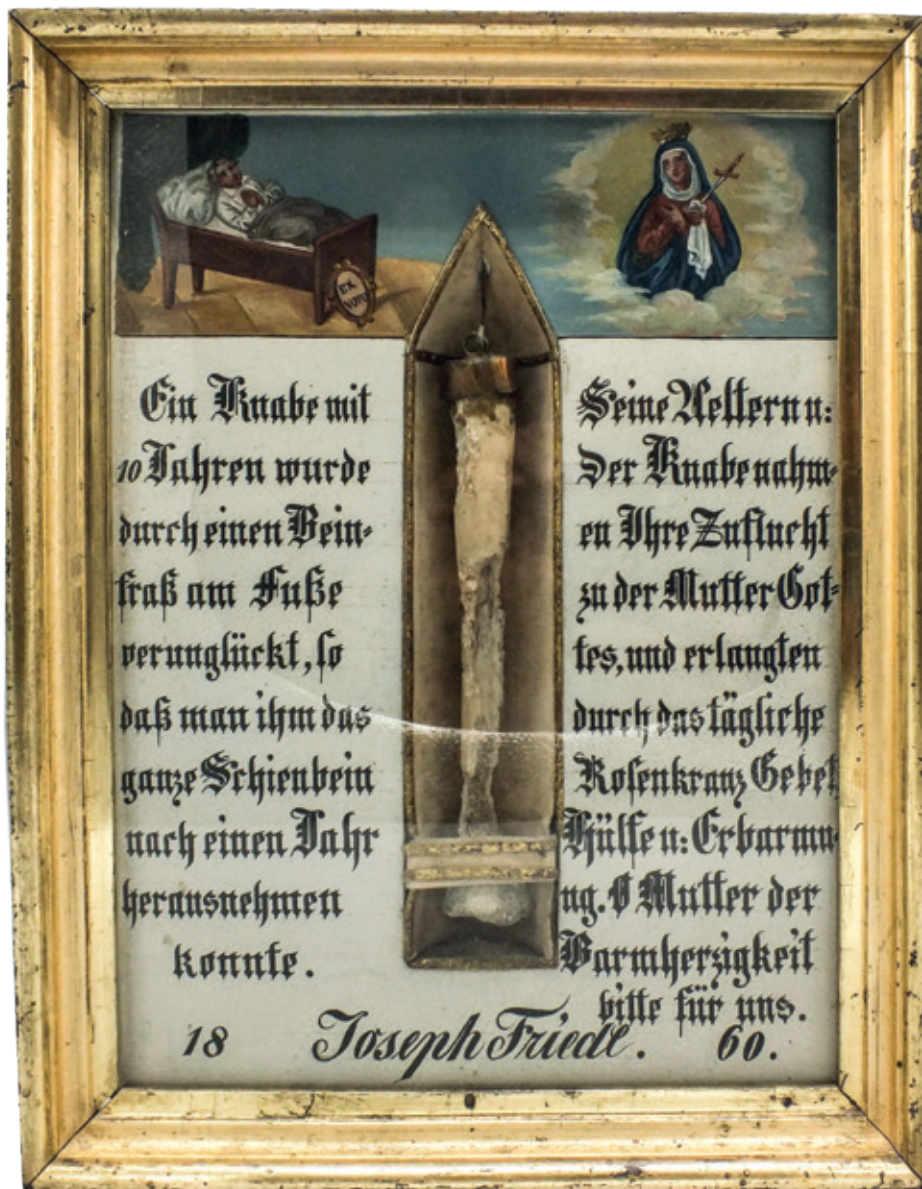 EX
VOTO
Ein Knabe mit
10 Jahren wurde
durch einen Bein-
fraß am Fuße
verunglückt, so
daß man ihm das
ganze Schienbein
nach einen Jahr
herausnehmen
konnte.
Seine Aeltern u:
Der Knabe nahm-
en Ihre Zuflucht
zu der Mutter Got-
tes, und erlangten
durch das tägliche
Rosenkranz Gebet
Hülfe u: Erbarmu-
ng. O Mutter der
Barmherzigkeit
bitte für uns.
18 Joseph Friedl. 60.